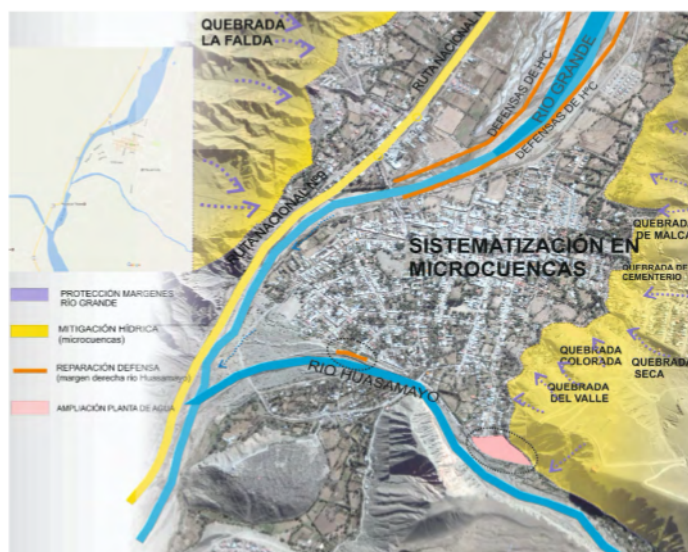 QUEBRADA
LA FALDA
RUTA NACIONAL N
DEFENSAS DE HºC
RIO GRANDE
DEFENSAS DE HºC
RUTA NACIONAL Nº9
SISTEMATIZACIÓN EN
MICROCUENCAS
QUEBRADA
DE MALCA
QUEBRADA DE
CEMENTERIO
QUEBRADA
COLORADA
QUEBRADA
SECA
QUEBRADA
DEL VALLE
RIO HUASAMAYO
PROTECCIÓN MARGENES
RÍO GRANDE
MITIGACIÓN HÍDRICA
(microcuencas)
REPARACIÓN DEFENSA
(margen derecha río Huasamayo)
AMPLIACIÓN PLANTA DE AGUA